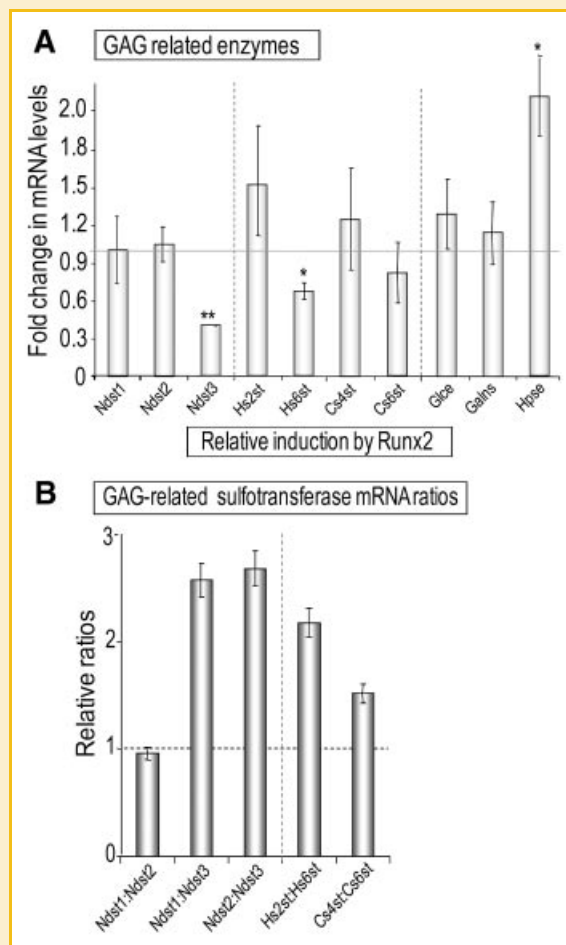 A GAG related enzymes
Fold change in mRNA levels
2.0
1.8
1.5
1.2
0.9
0.6
0.3
0
**
*
*
Ndst1 Ndst2 Ndst3 Hs2st Hs6st Cs4st Cs6st Glce Galns Hpse
Relative induction by Runx2
B GAG-related sulfotransferase mRNA ratios
Relative ratios
3
2
1
0
Ndst1:Ndst2 Ndst1:Ndst3 Ndst2:Ndst3 Hs2st:Hs6st Cs4st:Cs6st